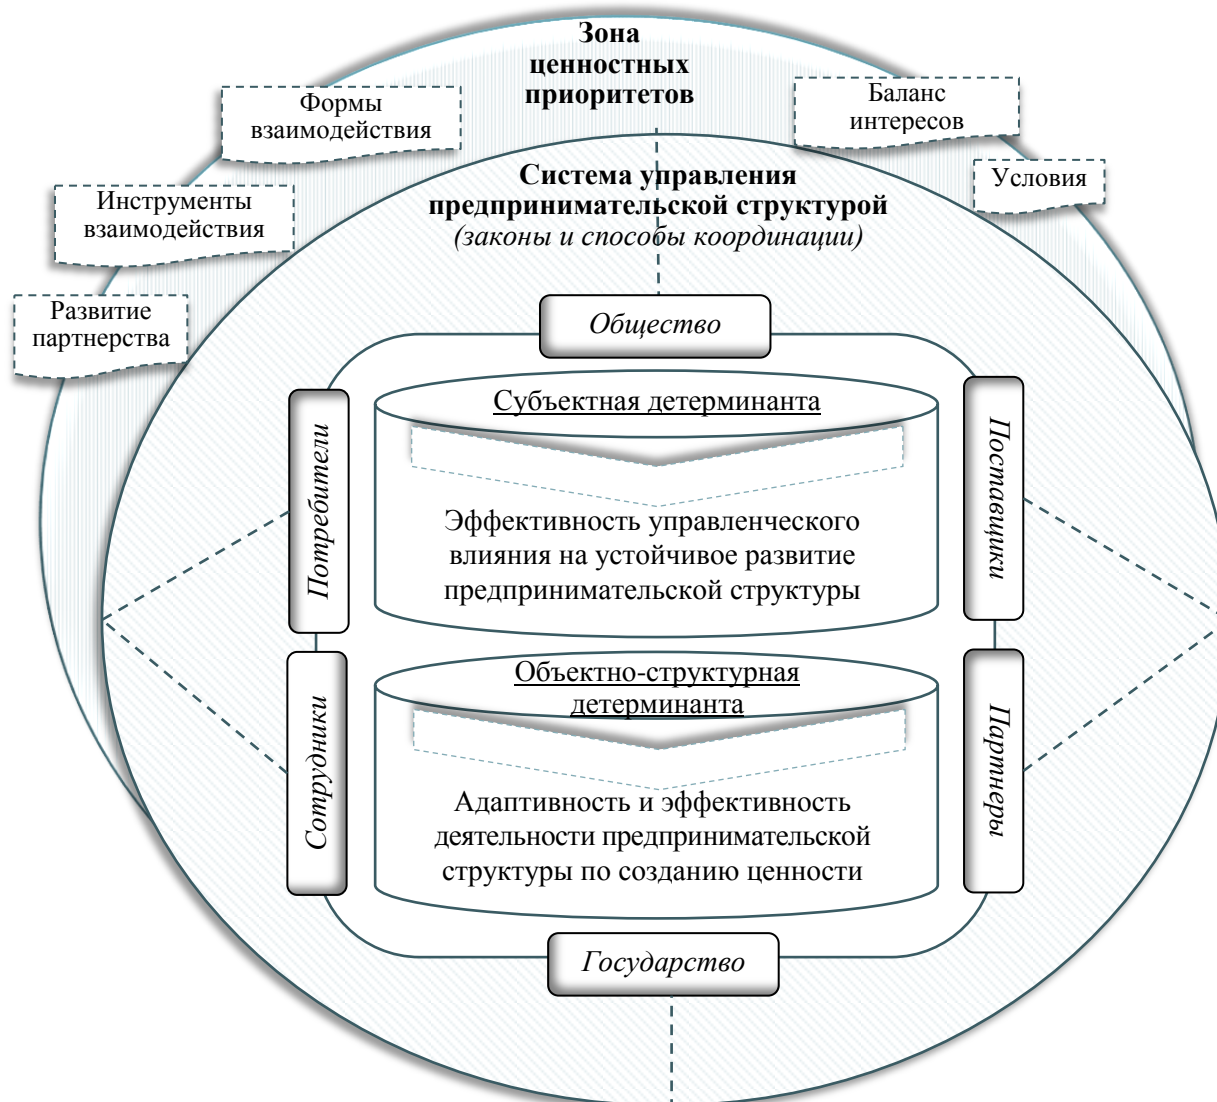 Зона
ценностных
приоритетов
Формы
взаимодействия
Баланс
интересов
Инструменты
взаимодействия
Условия
Развитие
партнерства
Система управления
предпринимательской структурой
(законы и способы координации)
Общество
Потребители
Поставщики
Субъектная детерминанта
Эффективность управленческого
влияния на устойчивое развитие
предпринимательской структуры
Сотрудники
Партнеры
Объектно-структурная
детерминанта
Адаптивность и эффективность
деятельности предпринимательской
структуры по созданию ценности
Государство